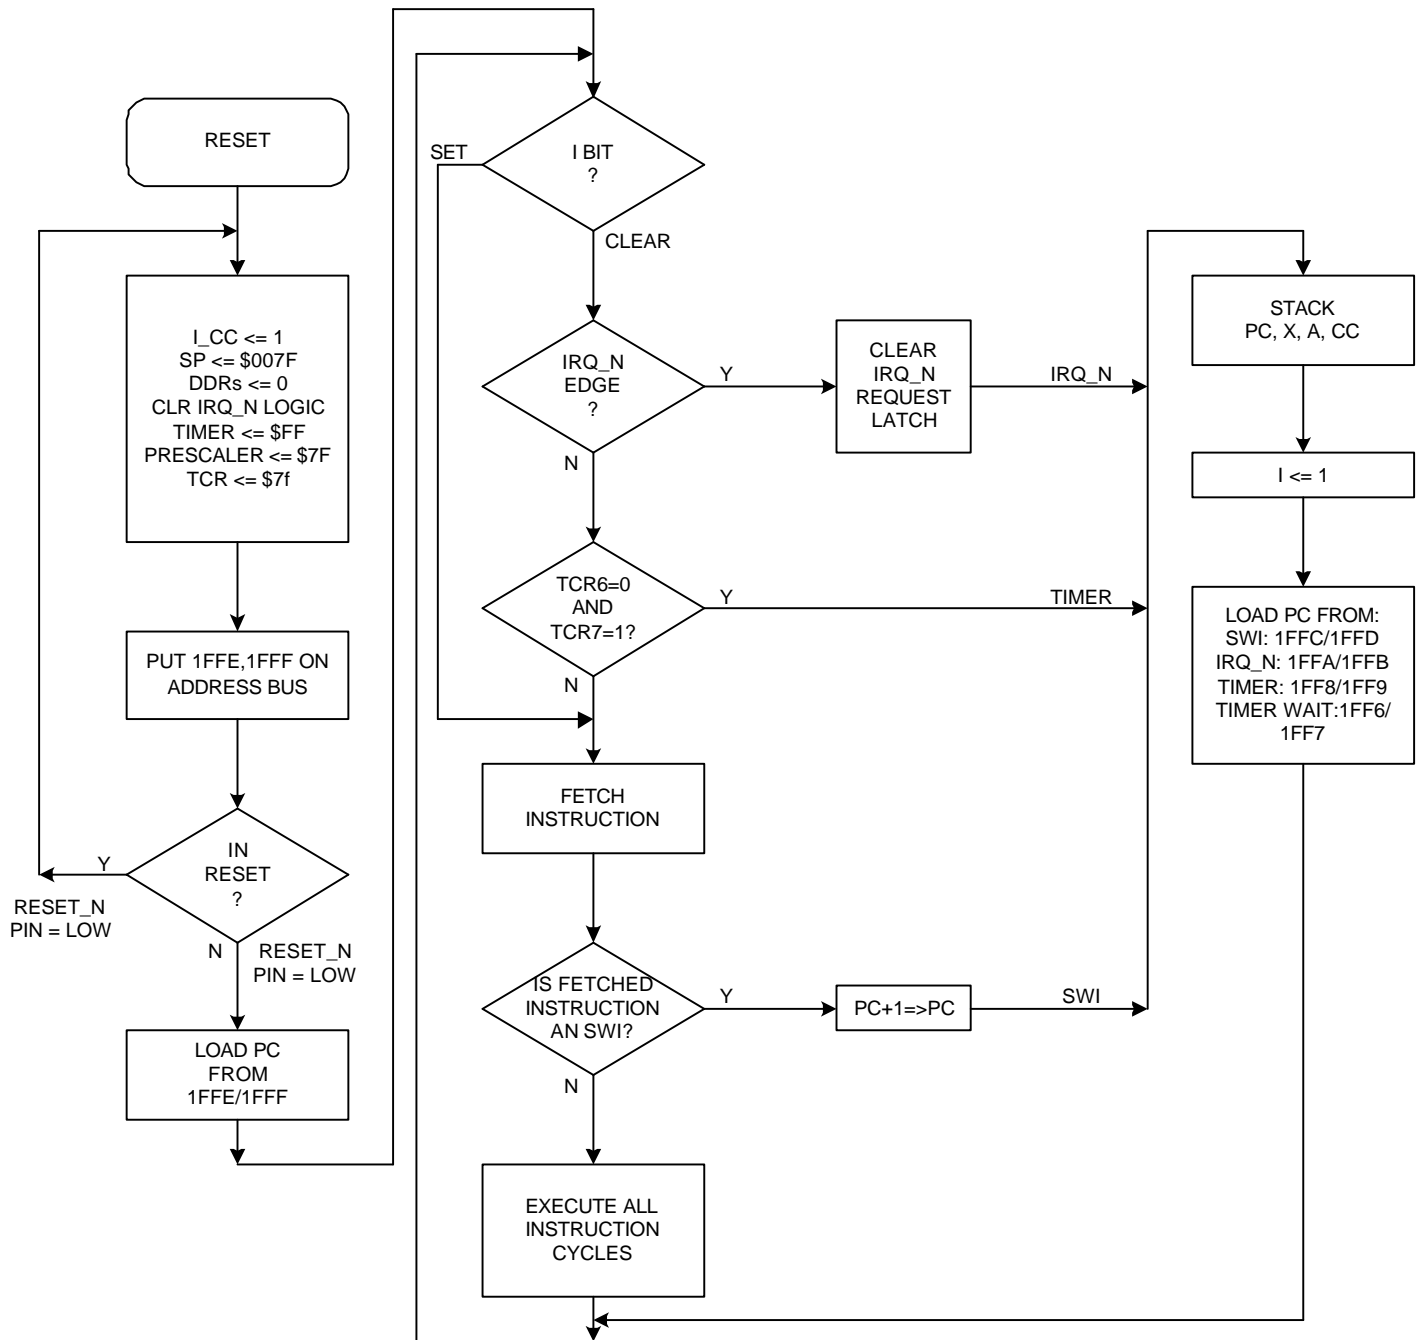 RESET
I_CC <= 1
SP <= $007F
DDRs <= 0
CLR IRQ_N LOGIC
TIMER <= $FF
PRESCALER <= $7F
TCR <= $7f
PUT 1FFE,1FFF ON
ADDRESS BUS
IN
RESET
?
Y
RESET_N
PIN = LOW
N
RESET_N
PIN = LOW
LOAD PC
FROM
1FFE/1FFF
I BIT
?
SET
CLEAR
IRQ_N
EDGE
?
Y
N
CLEAR
IRQ_N
REQUEST
LATCH
IRQ_N
TCR6=0
AND
TCR7=1?
Y
TIMER
N
FETCH
INSTRUCTION
IS FETCHED
INSTRUCTION
AN SWI?
Y
PC+1=>PC
SWI
N
EXECUTE ALL
INSTRUCTION
CYCLES
STACK
PC, X, A, CC
I <= 1
LOAD PC FROM:
SWI: 1FFC/1FFD
IRQ_N: 1FFA/1FFB
TIMER: 1FF8/1FF9
TIMER WAIT:1FF6/
1FF7